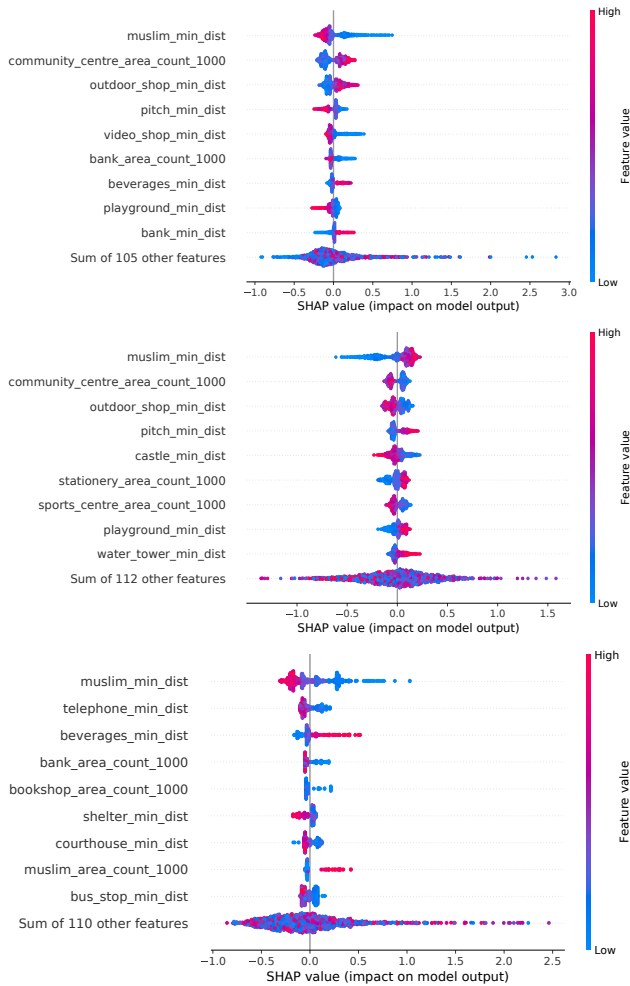 High
muslim_min_dist
community_centre_area_count_1000
outdoor_shop_min_dist
pitch_min_dist
video_shop_min_dist
bank_area_count_1000
beverages_min_dist
playground_min_dist
bank_min_dist
Sum of 105 other features
Feature value
Low
−1.0 −0.5 0.0 0.5 1.0 1.5 2.0 2.5 3.0
SHAP value (impact on model output)
High
muslim_min_dist
community_centre_area_count_1000
outdoor_shop_min_dist
pitch_min_dist
castle_min_dist
stationery_area_count_1000
sports_centre_area_count_1000
playground_min_dist
water_tower_min_dist
Sum of 112 other features
Feature value
Low
−1.0 −0.5 0.0 0.5 1.0 1.5
SHAP value (impact on model output)
High
muslim_min_dist
telephone_min_dist
beverages_min_dist
bank_area_count_1000
bookshop_area_count_1000
shelter_min_dist
courthouse_min_dist
muslim_area_count_1000
bus_stop_min_dist
Sum of 110 other features
Feature value
Low
−1.0 −0.5 0.0 0.5 1.0 1.5 2.0 2.5
SHAP value (impact on model output)